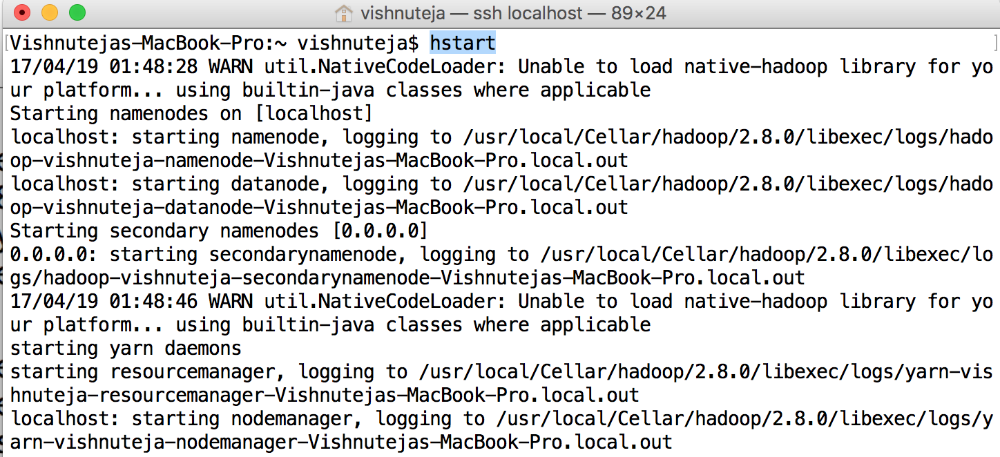 vishnuteja — ssh localhost — 89×24
[Vishnutejas-MacBook-Pro:~ vishnuteja$ hstart ]
17/04/19 01:48:28 WARN util.NativeCodeLoader: Unable to load native-hadoop library for yo
ur platform... using builtin-java classes where applicable
Starting namenodes on [localhost]
localhost: starting namenode, logging to /usr/local/Cellar/hadoop/2.8.0/libexec/logs/hado
op-vishnuteja-namenode-Vishnutejas-MacBook-Pro.local.out
localhost: starting datanode, logging to /usr/local/Cellar/hadoop/2.8.0/libexec/logs/hado
op-vishnuteja-datanode-Vishnutejas-MacBook-Pro.local.out
Starting secondary namenodes [0.0.0.0]
0.0.0.0: starting secondarynamenode, logging to /usr/local/Cellar/hadoop/2.8.0/libexec/lo
gs/hadoop-vishnuteja-secondarynamenode-Vishnutejas-MacBook-Pro.local.out
17/04/19 01:48:46 WARN util.NativeCodeLoader: Unable to load native-hadoop library for yo
ur platform... using builtin-java classes where applicable
starting yarn daemons
starting resourcemanager, logging to /usr/local/Cellar/hadoop/2.8.0/libexec/logs/yarn-vis
hnuteja-resourcemanager-Vishnutejas-MacBook-Pro.local.out
localhost: starting nodemanager, logging to /usr/local/Cellar/hadoop/2.8.0/libexec/logs/y
arn-vishnuteja-nodemanager-Vishnutejas-MacBook-Pro.local.out